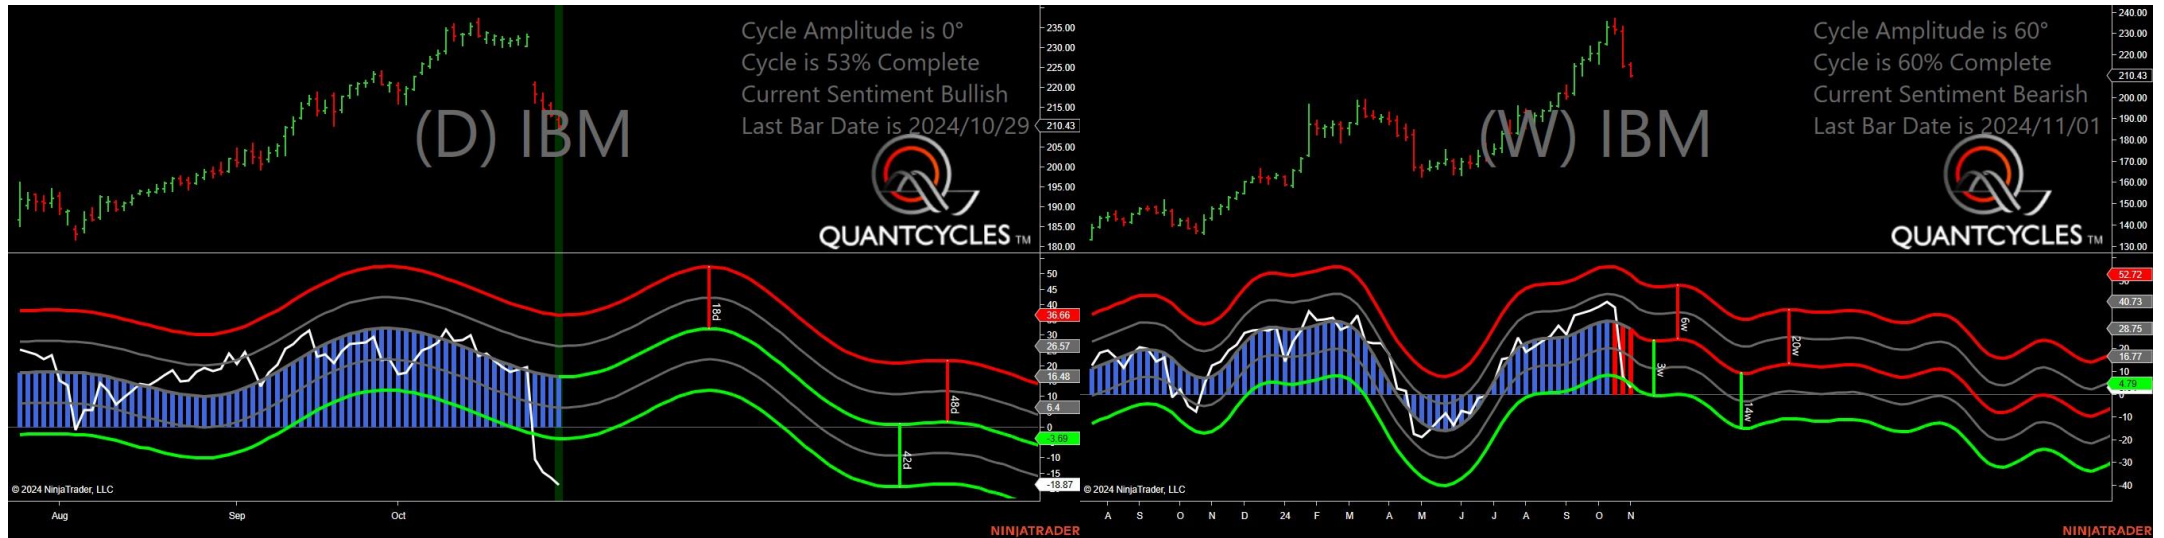 Cycle Amplitude is 0°
Cycle is 53% Complete
Current Sentiment Bullish
Last Bar Date is 2024/10/29
(D) IBM
QUANTCYCLES TM
235.00
230.00
225.00
220.00
215.00
210.43
205.00
200.00
195.00
190.00
185.00
180.00
50
45
40
36.66
30
26.57
20
16.48
10
6.4
0
-3.69
-10
-15
-18.87
18d
42d
48d
© 2024 NinjaTrader, LLC
Aug Sep Oct
NINJATRADER
Cycle Amplitude is 60°
Cycle is 60% Complete
Current Sentiment Bearish
Last Bar Date is 2024/11/01
(W) IBM
QUANTCYCLES TM
240.00
230.00
220.00
210.43
200.00
190.00
180.00
170.00
160.00
150.00
140.00
130.00
52.72
40.73
28.75
20
16.77
10
4.79
0
-10
-20
-30
-40
6w
3w
14w
20w
© 2024 NinjaTrader, LLC
A S O N D 24 F M A M J J A S O N
NINJATRADER